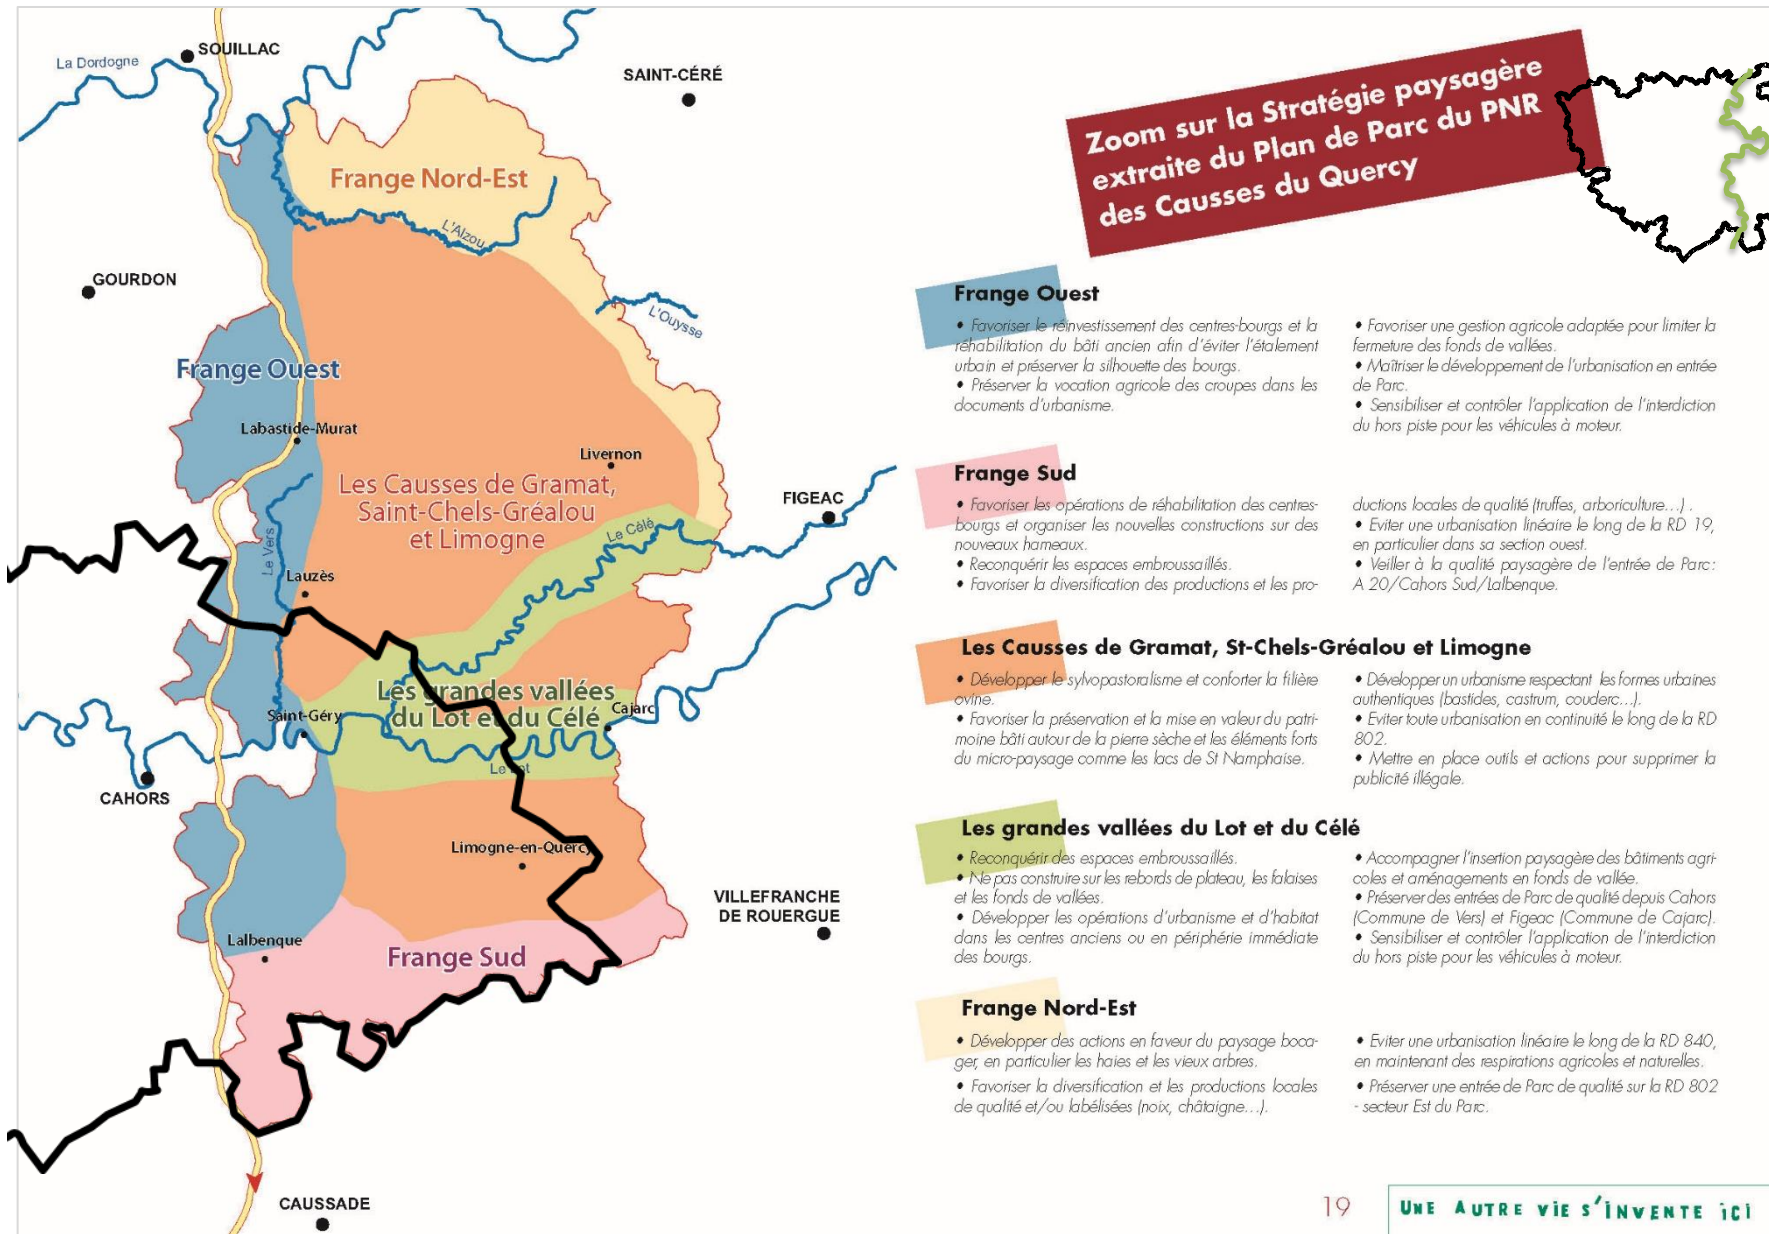 La Dordogne
SOUILLAC
SAINT-CÉRÉ
Frange Nord-Est
L'Alzou
GOURDON
L'Ouysse
Frange Ouest
Labastide-Murat
Livernon
Les Causses de Gramat,
Saint-Chels-Gréalou
et Limogne
FIGEAC
Le Célé
Le Vers
Lauzès
Les grandes vallées
du Lot et du Célé
Saint-Géry
Cajarc
Le Lot
CAHORS
Limogne-en-Quercy
VILLEFRANCHE
DE ROUERGUE
Lalbenque
Frange Sud
CAUSSADE
Zoom sur la Stratégie paysagère
extraite du Plan de Parc du PNR
des Causses du Quercy
Frange Ouest
• Favoriser le réinvestissement des centres-bourgs et la
réhabilitation du bâti ancien afin d'éviter l'étalement
urbain et préserver la silhouette des bourgs.
• Préserver la vocation agricole des croupes dans les
documents d'urbanisme.
• Favoriser une gestion agricole adaptée pour limiter la
fermeture des fonds de vallées.
• Maîtriser le développement de l'urbanisation en entrée
de Parc.
• Sensibiliser et contrôler l'application de l'interdiction
du hors piste pour les véhicules à moteur.
Frange Sud
• Favoriser les opérations de réhabilitation des centres-
bourgs et organiser les nouvelles constructions sur des
nouveaux hameaux.
• Reconquérir les espaces embroussaillés.
• Favoriser la diversification des productions et les pro-
ductions locales de qualité (truffes, arboriculture...) .
• Eviter une urbanisation linéaire le long de la RD 19,
en particulier dans sa section ouest.
• Veiller à la qualité paysagère de l'entrée de Parc:
A 20/Cahors Sud/Lalbenque.
Les Causses de Gramat, St-Chels-Gréalou et Limogne
• Développer le sylvopastoralisme et conforter la filière
ovine.
• Favoriser la préservation et la mise en valeur du patri-
moine bâti autour de la pierre sèche et les éléments forts
du micro-paysage comme les lacs de St Namphaise.
• Développer un urbanisme respectant les formes urbaines
authentiques (bastides, castrum, couderc...).
• Eviter toute urbanisation en continuité le long de la RD
802.
• Mettre en place outils et actions pour supprimer la
publicité illégale.
Les grandes vallées du Lot et du Célé
• Reconquérir des espaces embroussaillés.
• Ne pas construire sur les rebords de plateau, les falaises
et les fonds de vallées.
• Développer les opérations d'urbanisme et d'habitat
dans les centres anciens ou en périphérie immédiate
des bourgs.
• Accompagner l'insertion paysagère des bâtiments agri-
coles et aménagements en fonds de vallée.
• Préserver des entrées de Parc de qualité depuis Cahors
(Commune de Vers) et Figeac (Commune de Cajarc).
• Sensibiliser et contrôler l'application de l'interdiction
du hors piste pour les véhicules à moteur.
Frange Nord-Est
• Développer des actions en faveur du paysage boca-
ger, en particulier les haies et les vieux arbres.
• Favoriser la diversification et les productions locales
de qualité et/ou labélisées (noix, châtaigne...).
• Eviter une urbanisation linéaire le long de la RD 840,
en maintenant des respirations agricoles et naturelles.
• Préserver une entrée de Parc de qualité sur la RD 802
- secteur Est du Parc.
19
UNE AUTRE ViE S'iNVENTE iCi